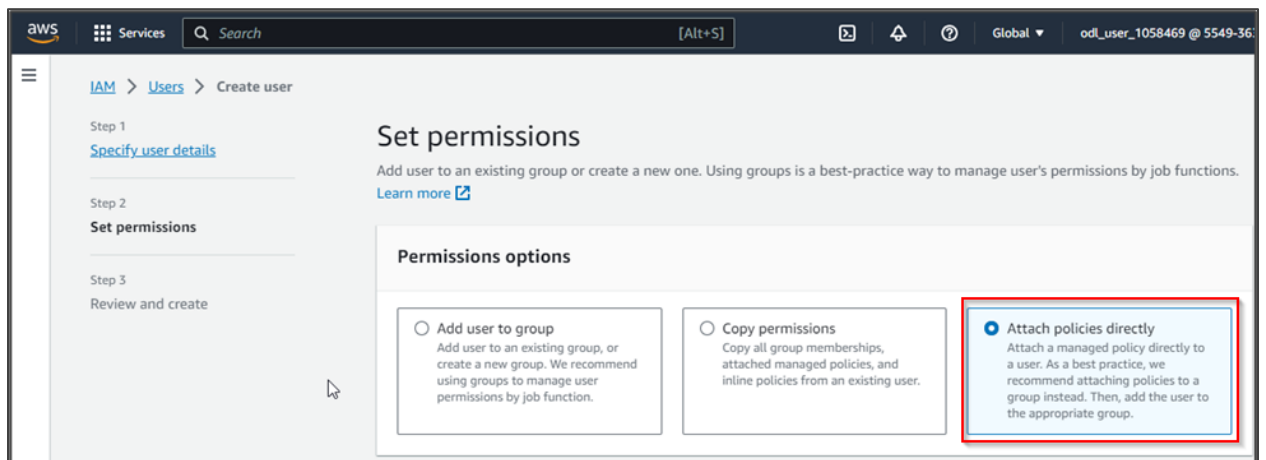 aws
Services
Search
[Alt+S]
Global
odl_user_1058469 @ 5549-36
IAM > Users > Create user
Step 1
Specify user details
Step 2
Set permissions
Step 3
Review and create
Set permissions
Add user to an existing group or create a new one. Using groups is a best-practice way to manage user's permissions by job functions.
Learn more
Permissions options
Add user to group
Add user to an existing group, or
create a new group. We recommend
using groups to manage user
permissions by job function.
Copy permissions
Copy all group memberships,
attached managed policies, and
inline policies from an existing user.
Attach policies directly
Attach a managed policy directly to
a user. As a best practice, we
recommend attaching policies to a
group instead. Then, add the user to
the appropriate group.